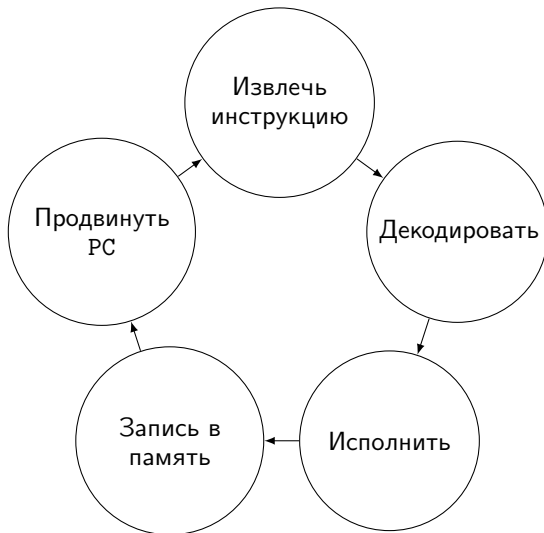 Извлечь
инструкцию
Декодировать
Исполнить
Запись в
память
Продвинуть
PC